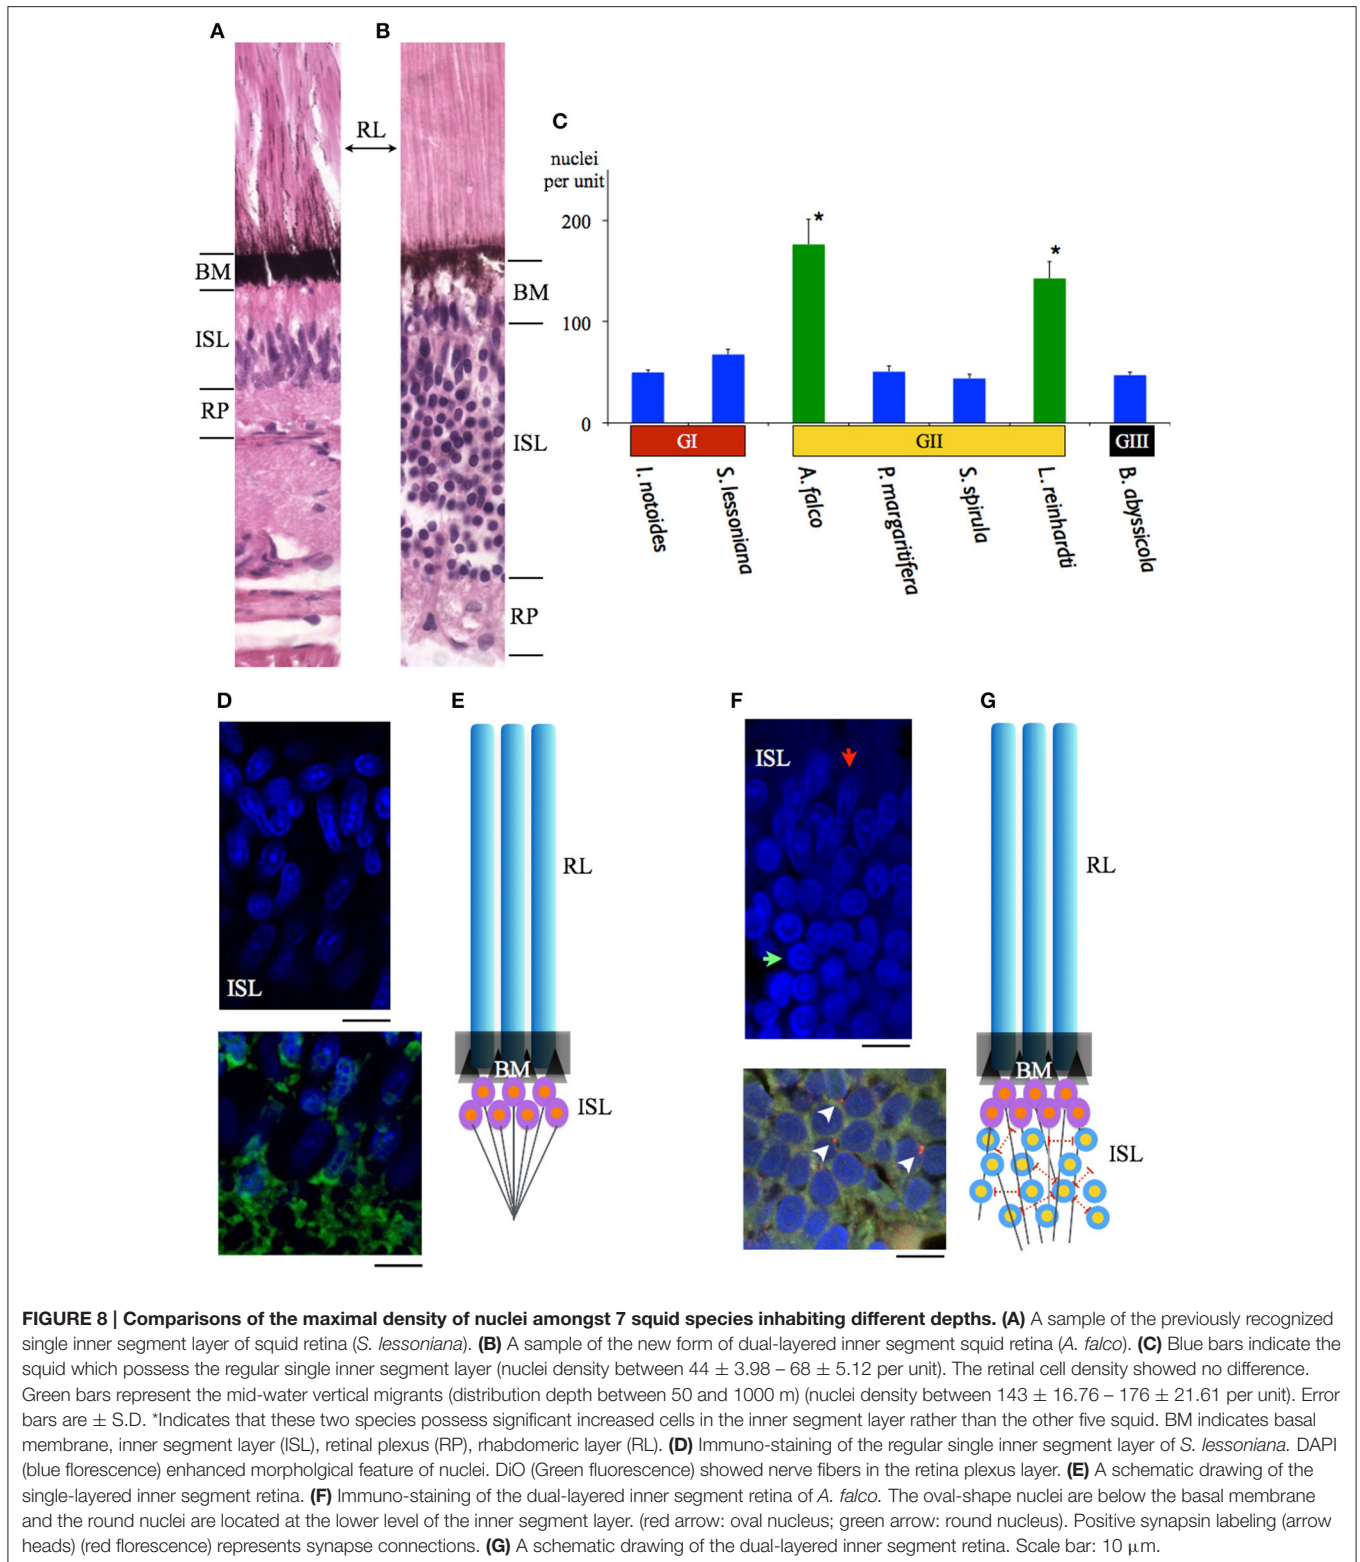 A
B
RL
BM
ISL
RP
BM
ISL
RP
C
nuclei
per unit
200
100
0
*
*
GI
GII
GIII
I. notoides
S. lessoniana
A. falco
P. margaritifera
S. spirula
L. reinhardti
B. abyssicola
D
ISL
E
RL
BM
ISL
F
ISL
G
RL
BM
ISL
FIGURE 8 | Comparisons of the maximal density of nuclei amongst 7 squid species inhabiting different depths. (A) A sample of the previously recognized
single inner segment layer of squid retina (S. lessoniana). (B) A sample of the new form of dual-layered inner segment squid retina (A. falco). (C) Blue bars indicate the
squid which possess the regular single inner segment layer (nuclei density between 44 ± 3.98 – 68 ± 5.12 per unit). The retinal cell density showed no difference.
Green bars represent the mid-water vertical migrants (distribution depth between 50 and 1000 m) (nuclei density between 143 ± 16.76 – 176 ± 21.61 per unit). Error
bars are ± S.D. *Indicates that these two species possess significant increased cells in the inner segment layer rather than the other five squid. BM indicates basal
membrane, inner segment layer (ISL), retinal plexus (RP), rhabdomeric layer (RL). (D) Immuno-staining of the regular single inner segment layer of S. lessoniana. DAPI
(blue florescence) enhanced morphologiçal feature of nuclei. DiO (Green fluorescence) showed nerve fibers in the retina plexus layer. (E) A schematic drawing of the
single-layered inner segment retina. (F) Immuno-staining of the dual-layered inner segment retina of A. falco. The oval-shape nuclei are below the basal membrane
and the round nuclei are located at the lower level of the inner segment layer. (red arrow: oval nucleus; green arrow: round nucleus). Positive synapsin labeling (arrow
heads) (red florescence) represents synapse connections. (G) A schematic drawing of the dual-layered inner segment retina. Scale bar: 10 μm.